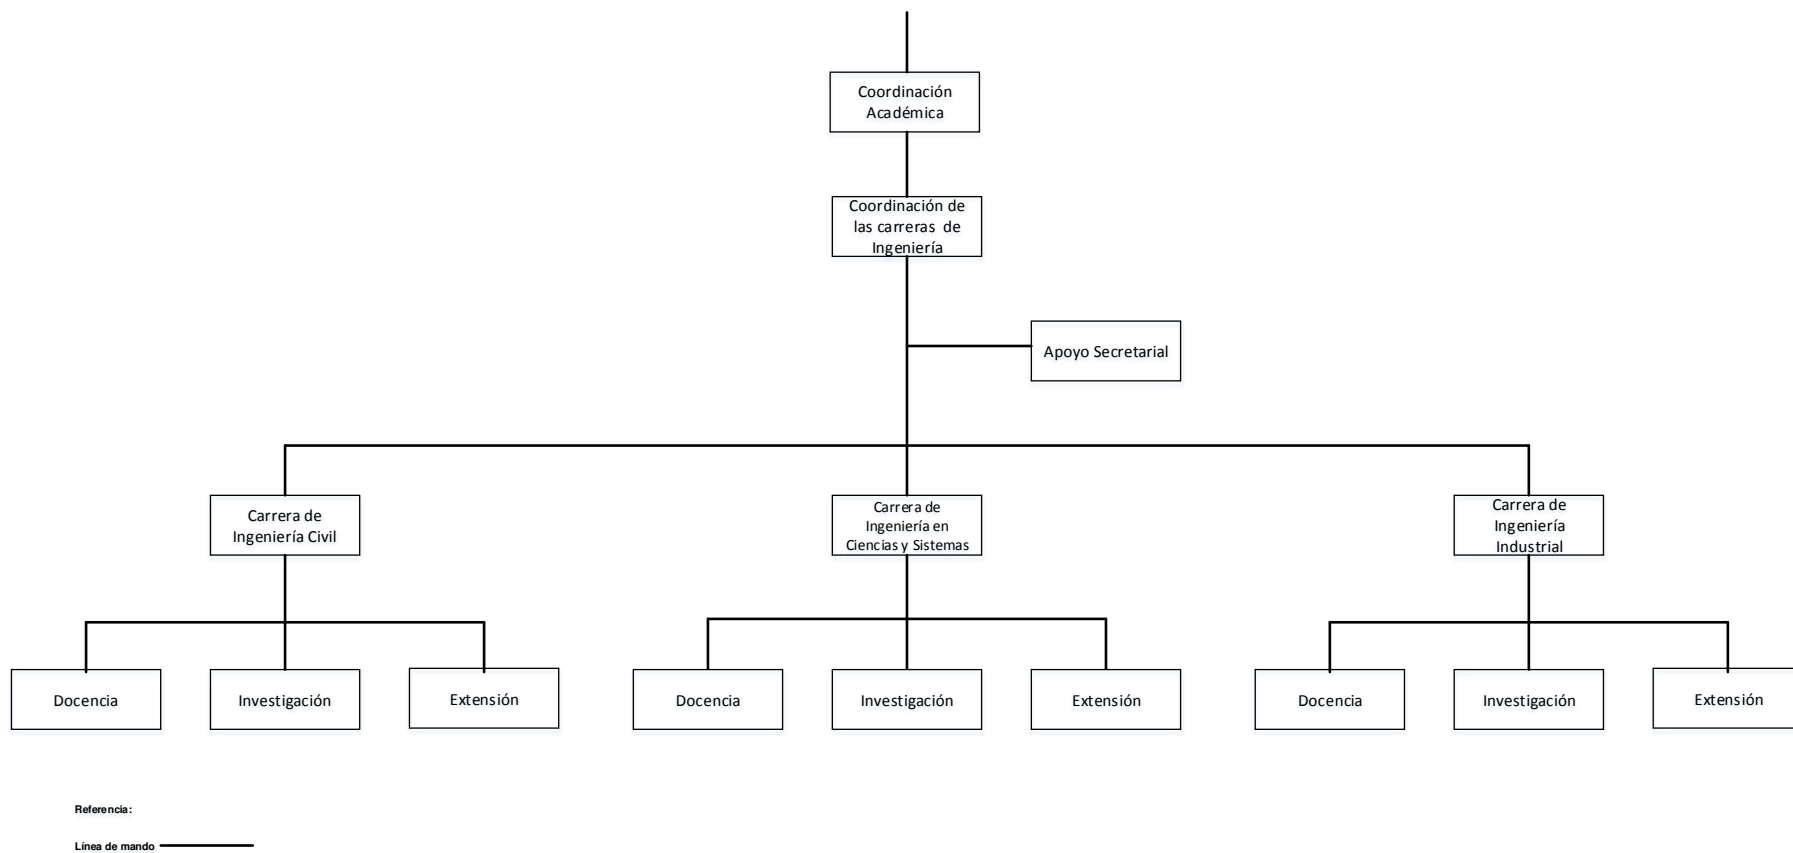 Coordinación
Académica
Coordinación de
las carreras de
Ingeniería
Apoyo Secretarial
Carrera de
Ingeniería Civil
Carrera de
Ingeniería en
Ciencias y Sistemas
Carrera de
Ingeniería
Industrial
Docencia
Investigación
Extensión
Docencia
Investigación
Extensión
Docencia
Investigación
Extensión
Referencia:
Línea de mando